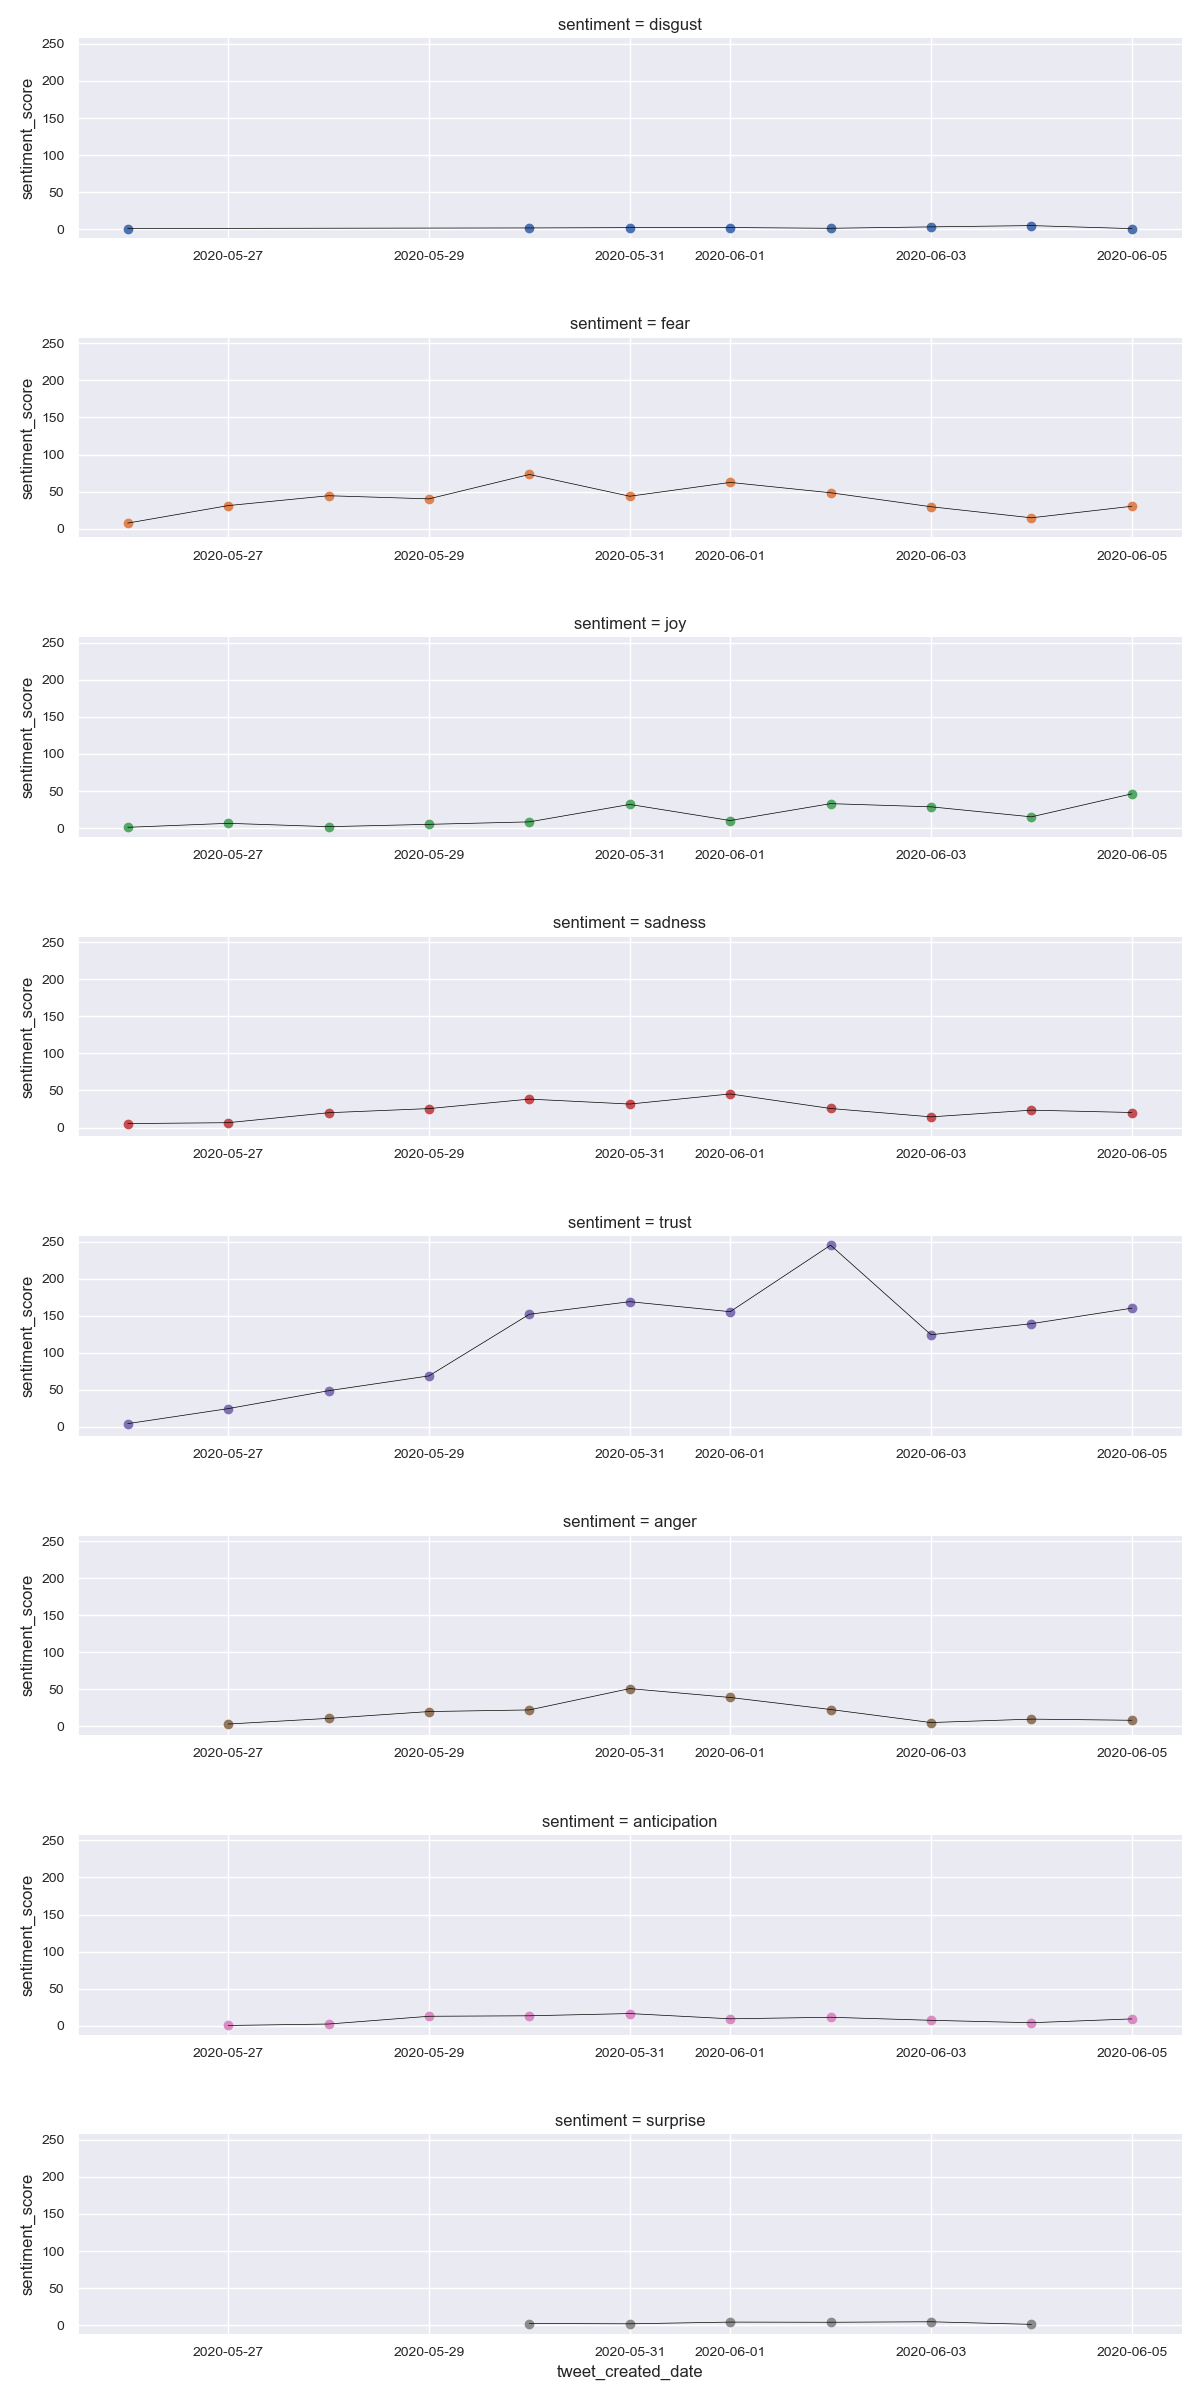 sentiment = disgust
250
200
150
100
50
0
sentiment_score
2020-05-27 2020-05-29 2020-05-31 2020-06-01 2020-06-03 2020-06-05
sentiment = fear
250
200
150
100
50
0
sentiment_score
2020-05-27 2020-05-29 2020-05-31 2020-06-01 2020-06-03 2020-06-05
sentiment = joy
250
200
150
100
50
0
sentiment_score
2020-05-27 2020-05-29 2020-05-31 2020-06-01 2020-06-03 2020-06-05
sentiment = sadness
250
200
150
100
50
0
sentiment_score
2020-05-27 2020-05-29 2020-05-31 2020-06-01 2020-06-03 2020-06-05
sentiment = trust
250
200
150
100
50
0
sentiment_score
2020-05-27 2020-05-29 2020-05-31 2020-06-01 2020-06-03 2020-06-05
sentiment = anger
250
200
150
100
50
0
sentiment_score
2020-05-27 2020-05-29 2020-05-31 2020-06-01 2020-06-03 2020-06-05
sentiment = anticipation
250
200
150
100
50
0
sentiment_score
2020-05-27 2020-05-29 2020-05-31 2020-06-01 2020-06-03 2020-06-05
sentiment = surprise
250
200
150
100
50
0
sentiment_score
2020-05-27 2020-05-29 2020-05-31 2020-06-01 2020-06-03 2020-06-05
tweet_created_date